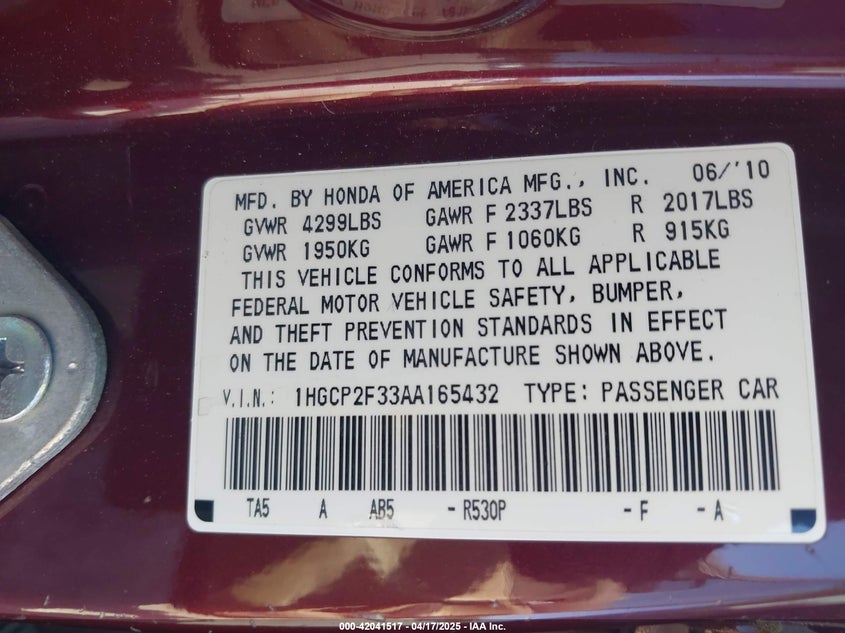 MFD. BY HONDA OF AMERICA MFG., INC. 06/'10
GVWR 4299LBS GAWR F 2337LBS R 2017LBS
GVWR 1950KG GAWR F 1060KG R 915KG
THIS VEHICLE CONFORMS TO ALL APPLICABLE
FEDERAL MOTOR VEHICLE SAFETY, BUMPER,
AND THEFT PREVENTION STANDARDS IN EFFECT
ON THE DATE OF MANUFACTURE SHOWN ABOVE.
V.I.N.: 1HGCP2F33AA165432 TYPE: PASSENGER CAR
TA5 A AB5 -R530P -F -A
000-42041517 - 04/17/2025 - IAA Inc.